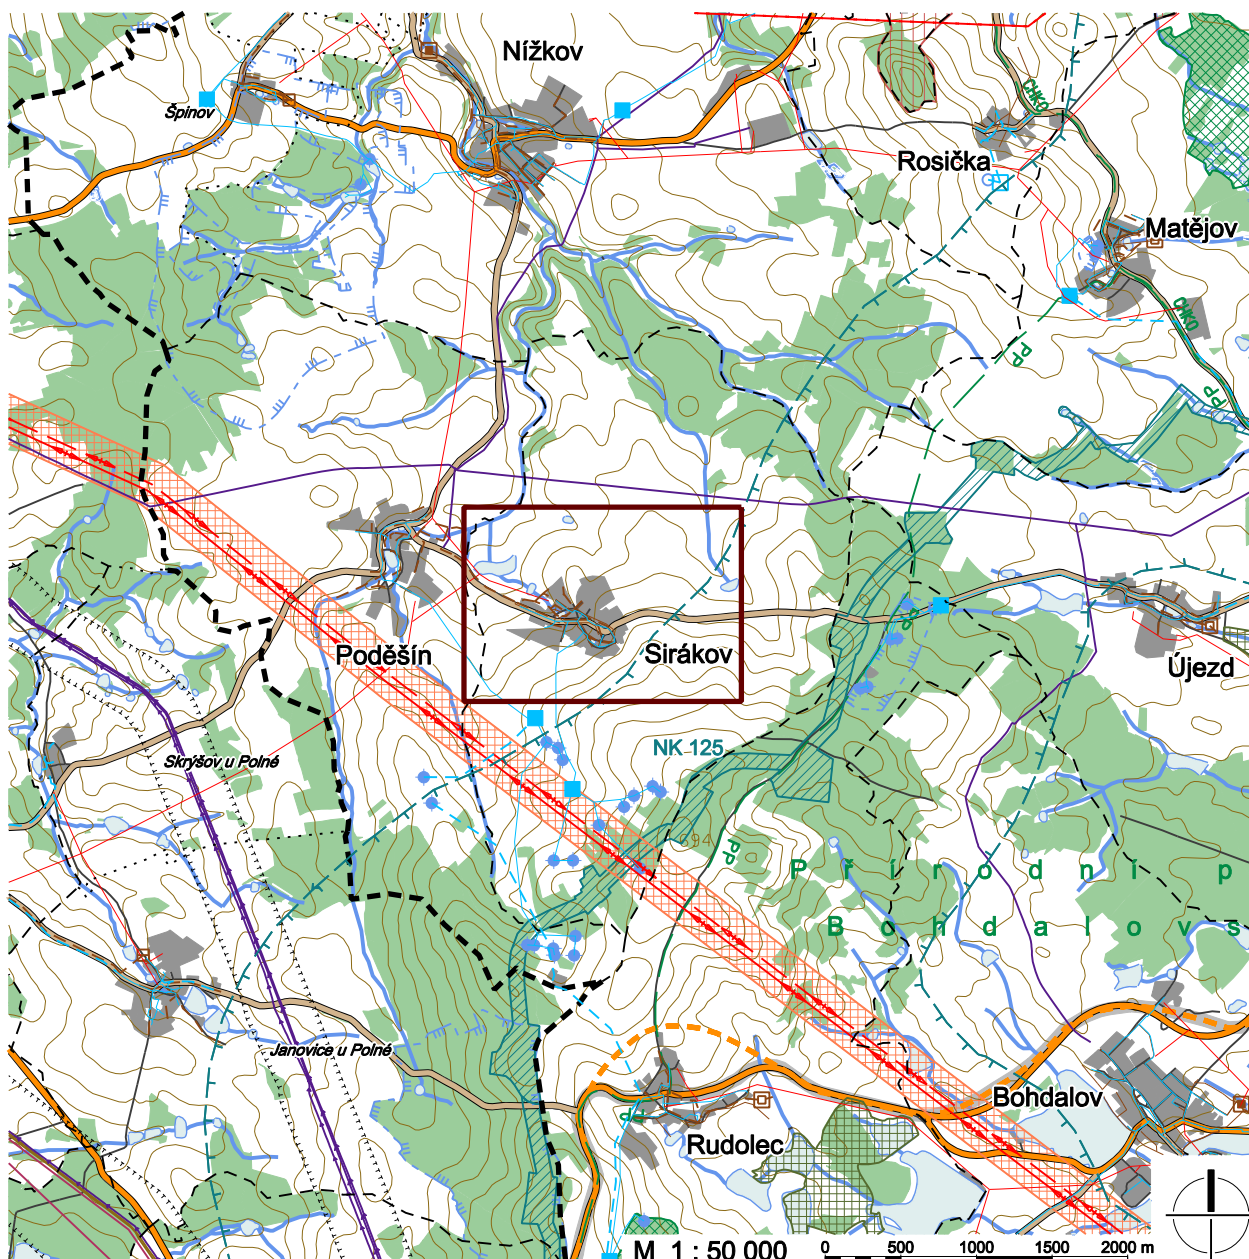 Nížkov
Špinov
CHKO
Rosička
Matějov
CHKO
PP
PP
Poděšín
Sirákov
Újezd
NK 125
Skrýšov u Polné
694
PP
P ř í r o d n í p
B o h d a l o v s
Janovice u Polné
Bohdalov
Rudolec
M 1 : 50 000
0 500 1000 1500 2000 m